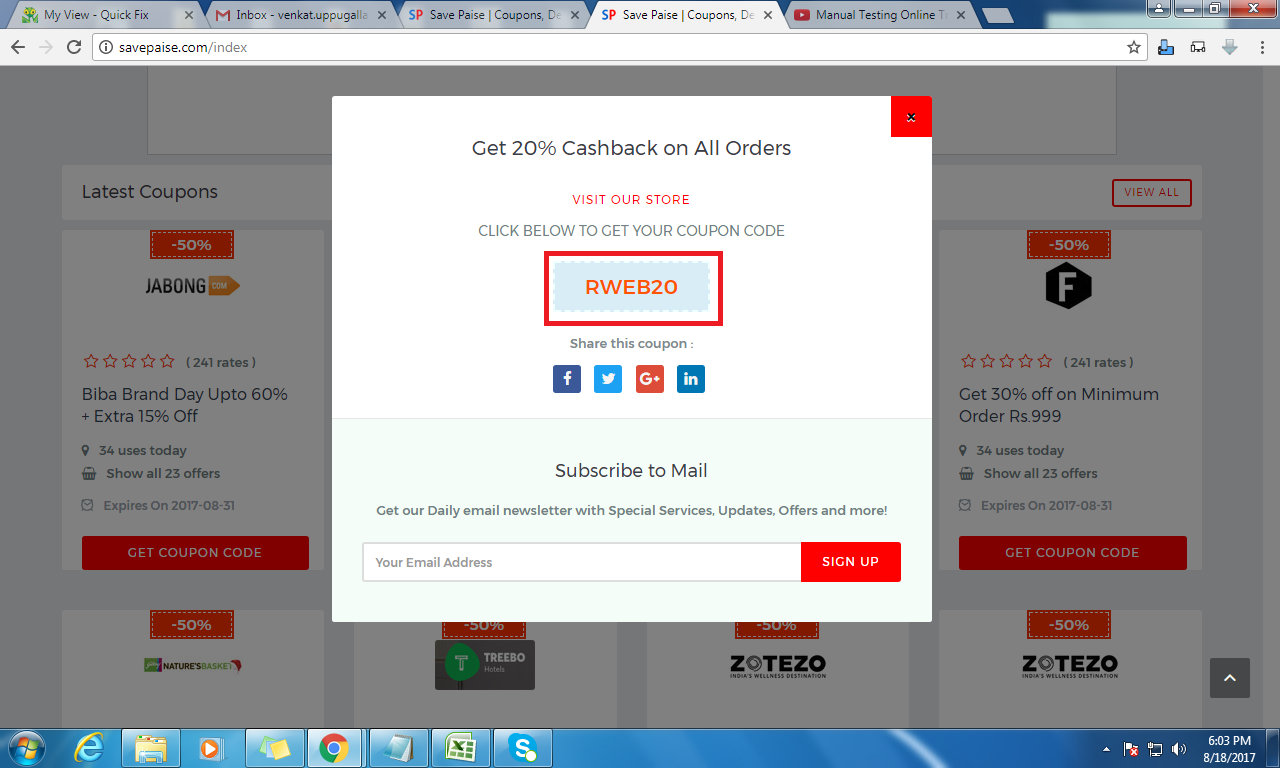 My View - Quick Fix
Inbox - venkat.uppugalla
Save Paise | Coupons, De
Save Paise | Coupons, De
Manual Testing Online Tr
savepaise.com/index
Get 20% Cashback on All Orders
VISIT OUR STORE
CLICK BELOW TO GET YOUR COUPON CODE
RWEB20
Share this coupon :
Subscribe to Mail
Get our Daily email newsletter with Special Services, Updates, Offers and more!
Your Email Address
SIGN UP
Latest Coupons
VIEW ALL
-50%
JABONG COM
( 241 rates )
Biba Brand Day Upto 60%
+ Extra 15% Off
34 uses today
Show all 23 offers
Expires On 2017-08-31
GET COUPON CODE
-50%
F
( 241 rates )
Get 30% off on Minimum
Order Rs.999
34 uses today
Show all 23 offers
Expires On 2017-08-31
GET COUPON CODE
-50%
NATURE'S BASKET
-50%
TREEBO
Hotels
-50%
ZOTEZO
INDIA'S WELLNESS DESTINATION
-50%
ZOTEZO
INDIA'S WELLNESS DESTINATION
6:03 PM
8/18/2017